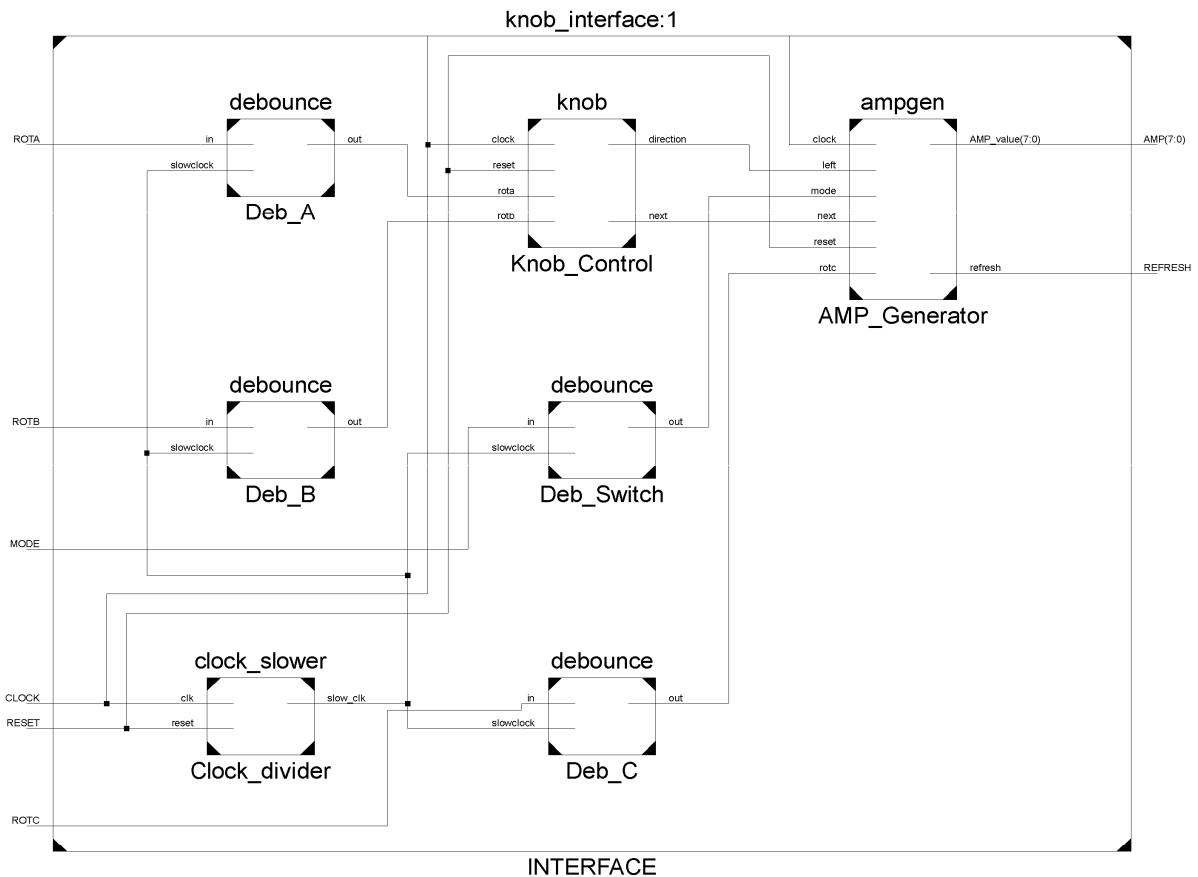 knob_interface:1
debounce
knob
ampgen
ROTA
in
out
clock
direction
clock
AMP_value(7:0)
AMP(7:0)
slowclock
reset
left
rota
mode
Deb_A
rotb
next
next
reset
Knob_Control
rotc
refresh
REFRESH
AMP_Generator
debounce
debounce
ROTB
in
out
in
out
slowclock
slowclock
Deb_B
Deb_Switch
MODE
clock_slower
debounce
CLOCK
clk
slow_clk
in
out
RESET
reset
slowclock
Clock_divider
Deb_C
ROTC
INTERFACE